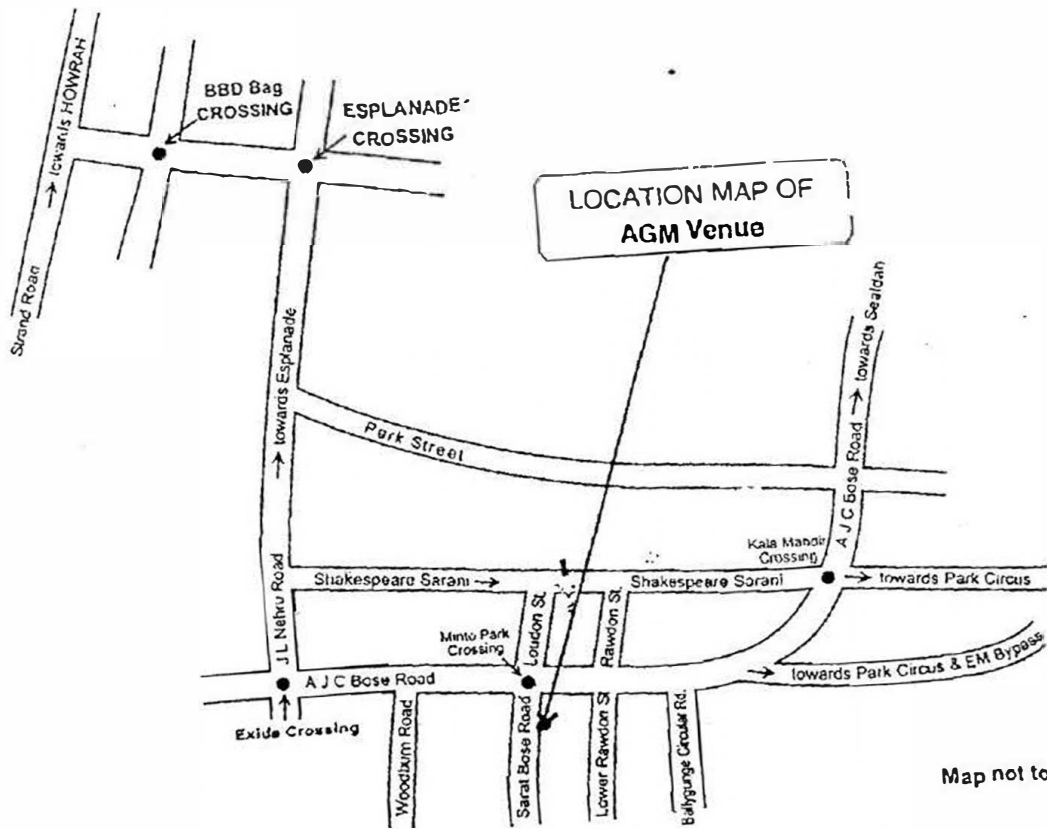 BBD Bag
CROSSING
ESPLANADE
CROSSING
towards HOWRAH
Strand Road
LOCATION MAP OF
AGM Venue
towards Esplanade
Park Street
A J C Bose Road
towards Sealdah
Kala Mandir
Crossing
J L Nehru Road
Shakespeare Sarani
Shakespeare Sarani
towards Park Circus
Minto Park
Crossing
Loudon St.
Rawdon St.
A J C Bose Road
towards Park Circus & EM Bypass
Exide Crossing
Woodburn Road
Sarat Bose Road
Lower Rawdon St.
Ballygunge Circular Rd.
Map not to